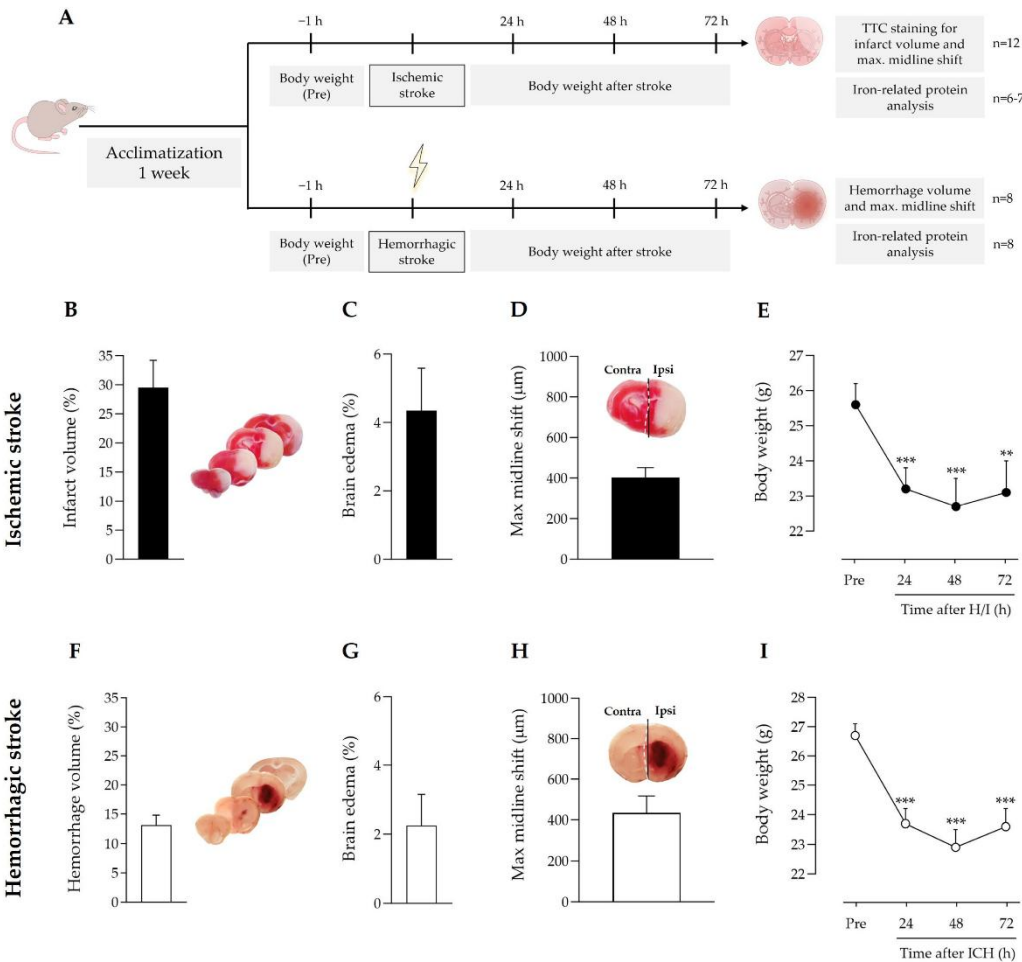 A
−1 h
24 h
48 h
72 h
Body weight
(Pre)
Ischemic
stroke
Body weight after stroke
TTC staining for
infarct volume and
max. midline shift
n=12
Iron-related protein
analysis
n=6-7
Acclimatization
1 week
−1 h
24 h
48 h
72 h
Body weight
(Pre)
Hemorrhagic
stroke
Body weight after stroke
Hemorrhage volume
and max. midline shift
n=8
Iron-related protein
analysis
n=8
Ischemic stroke
B
Infarct volume (%)
35
30
25
20
15
10
5
0
C
Brain edema (%)
6
4
2
0
D
Max midline shift (µm)
1000
800
600
400
200
0
Contra
Ipsi
E
Body weight (g)
27
26
25
24
23
22
***
***
**
Pre
24
48
72
Time after H/I (h)
Hemorrhagic stroke
F
Hemorrhage volume (%)
35
30
25
20
15
10
5
0
G
Brain edema (%)
6
4
2
0
H
Max midline shift (µm)
1000
800
600
400
200
0
Contra
Ipsi
I
Body weight (g)
28
27
26
25
24
23
22
***
***
***
Pre
24
48
72
Time after ICH (h)